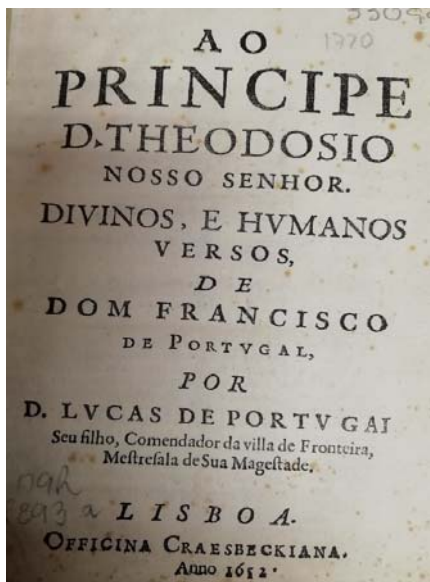 1770
AO
PRINCIPE
D. THEODOSIO
NOSSO SENHOR.
DIVINOS, E HVMANOS
VERSOS,
DE
DOM FRANCISCO
DE PORTVGAL,
POR
D. LVCAS DE PORTVGAL
Seu filho, Comendador da villa de Fronteira,
Meſtreſala de Sua Mageſtade.
LISBOA.
OFFICINA CRAESBECKIANA.
Anno 1652.